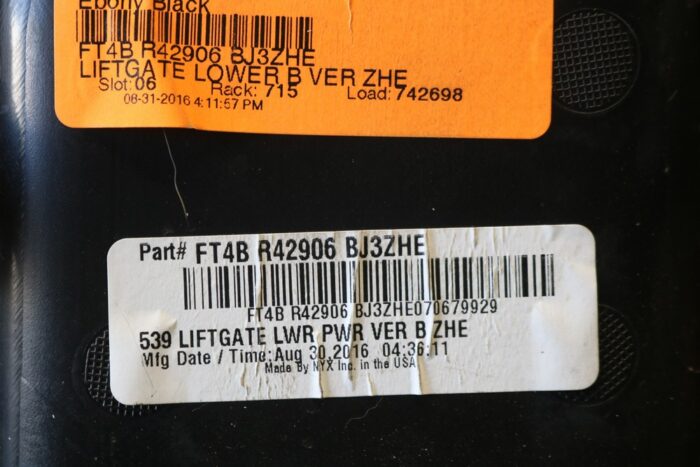 Ebony Black
FT4B R42906 BJ3ZHE
LIFTGATE LOWER B VER ZHE
Slot: 06 Rack: 715 Load: 742698
08-31-2016 4:11:57 PM
Part# FT4B R42906 BJ3ZHE
FT4B R42906 BJ3ZHE070679929
539 LIFTGATE LWR PWR VER B ZHE
Mfg Date / Time: Aug 30,2016 04:36:11
Made By NYX Inc. in the USA